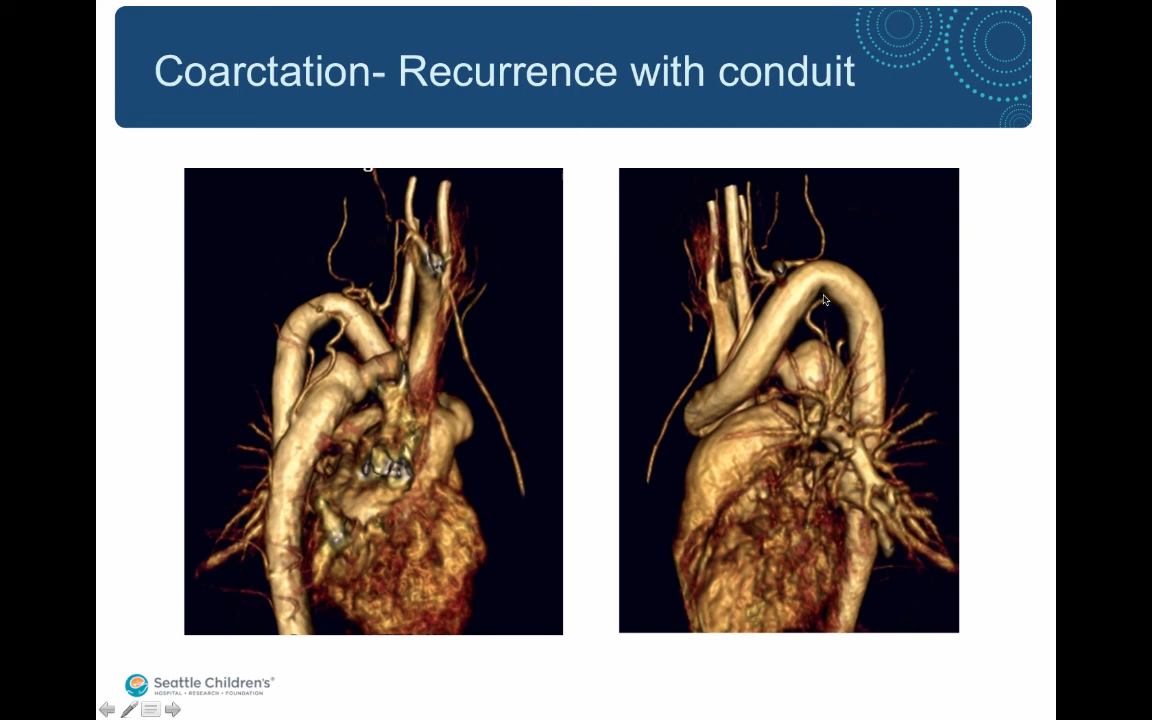 Coarctation- Recurrence with conduit
Seattle Children's®
HOSPITAL • RESEARCH • FOUNDATION